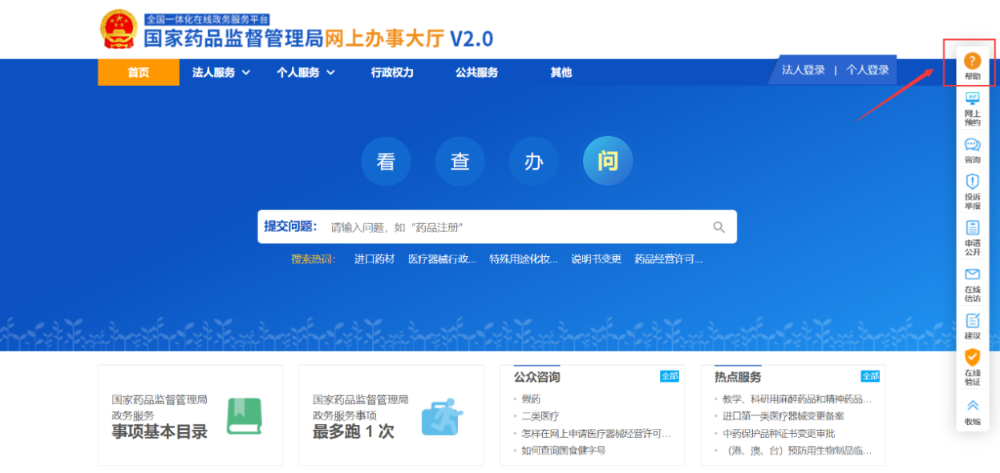 全国一体化在线政务服务平台
国家药品监督管理局网上办事大厅 V2.0
首页 法人服务 个人服务 行政权力 公共服务 其他 法人登录 | 个人登录
看 查 办 问
提交问题： 请输入问题，如“药品注册”
搜索热词： 进口药材 医疗器械行政... 特殊用途化妆... 说明书变更 药品经营许可...
?
帮助
网上
预约
咨询
投诉
举报
申请
公开
在线
信访
建议
在线
验证
收缩
国家药品监督管理局
政务服务
事项基本目录
国家药品监督管理局
政务服务事项
最多跑 1 次
公众咨询 全部
假药
二类医疗
怎样在网上申请医疗器械经营许可...
如何查询国食健字号
热点服务 全部
教学、科研用麻醉药品和精神药品...
进口第一类医疗器械变更备案
中药保护品种证书变更审批
（港、澳、台）预防用生物制品临...